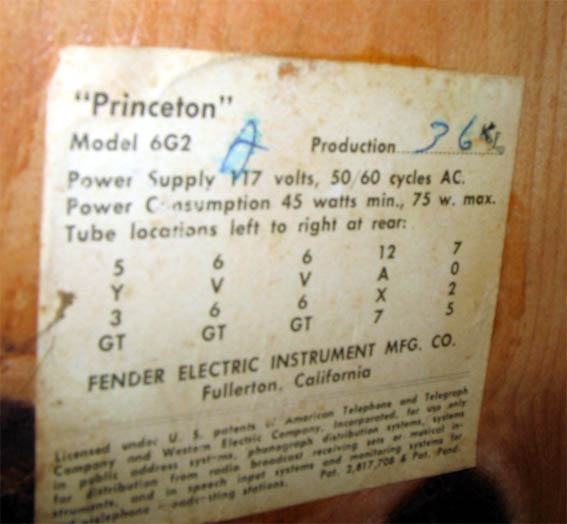 "Princeton"
Model 6G2 A Production 36
Power Supply 117 volts, 50/60 cycles AC.
Power Consumption 45 watts min., 75 w. max.
Tube locations left to right at rear:
5 6 6 12 7
Y V V A 0
3 6 6 X 2
GT GT GT 7 5
FENDER ELECTRIC INSTRUMENT MFG. CO.
Fullerton, California
Licensed under U. S. patents of American Telephone and Telegraph
Company and Western Electric Company, Incorporated, for use only
in public address systems, phonograph distribution systems, systems
for distribution from radio broadcast receiving sets or musical in-
struments, and in speech input systems and monitoring systems for
telephone broadcasting stations. Pat. 2,817,708 & Pat. Pend-